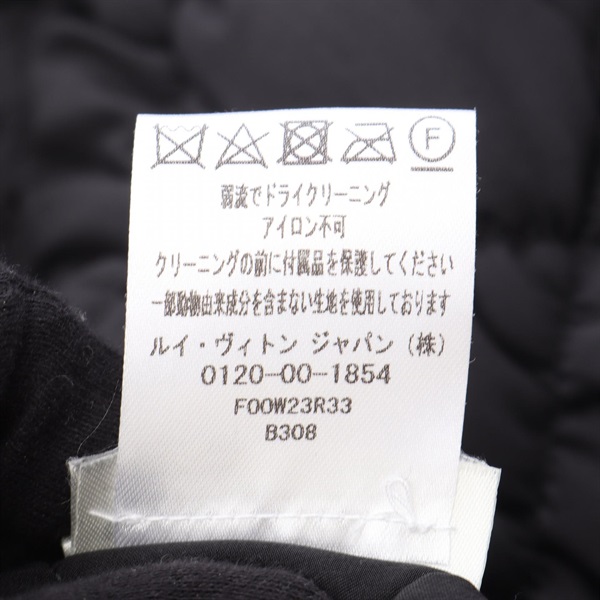 F
弱流でドライクリーニング
アイロン不可
クリーニングの前に付属品を保護してください
一部動物由来成分を含まない生地を使用しております
ルイ・ヴィトン ジャパン (株)
0120-00-1854
F00W23R33
B308